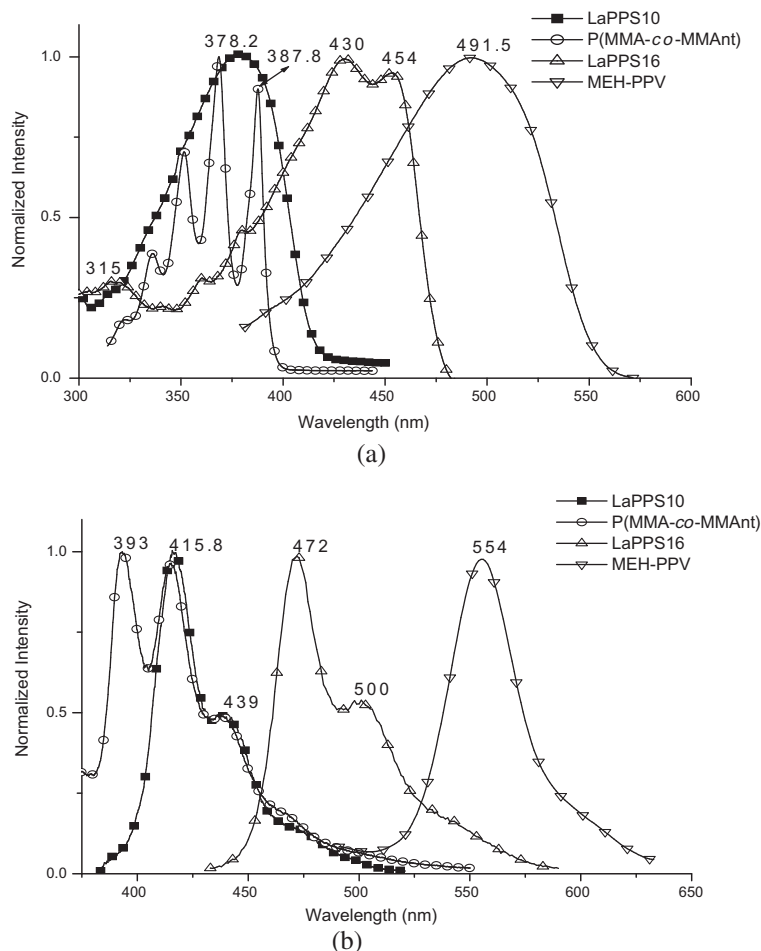 LaPPS10
P(MMA-co-MMAnt)
LaPPS16
MEH-PPV
378.2
387.8
430
454
491.5
315
1.0
0.5
0.0
Normalized Intensity
300 350 400 450 500 550 600
Wavelength (nm)
(a)
LaPPS10
P(MMA-co-MMAnt)
LaPPS16
MEH-PPV
393
415.8
472
554
439
500
1.0
0.5
0.0
Normalized Intensity
400 450 500 550 600 650
Wavelength (nm)
(b)